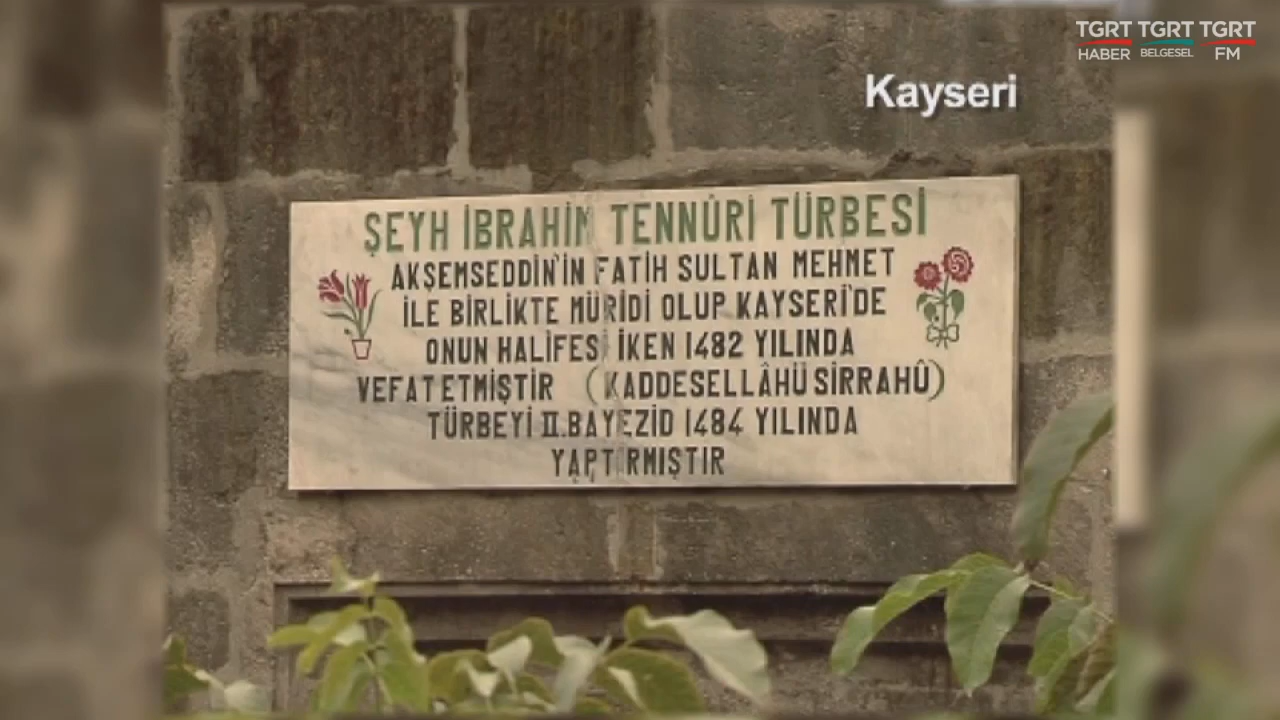 TGRT TGRT TGRT
HABER BELGESEL FM
Kayseri
ŞEYH İBRAHİM TENNÛRİ TÜRBESİ
AKŞEMSEDDİN'İN FATİH SULTAN MEHMET
İLE BİRLİKTE MÜRİDİ OLUP KAYSERİ'DE
ONUN HALİFESİ İKEN 1482 YILINDA
VEFAT ETMİŞTİR (KADDESELLÂHÜ SİRRAHÛ)
TÜRBEYİ II.BAYEZİD 1484 YILINDA
YAPTIRMIŞTIR